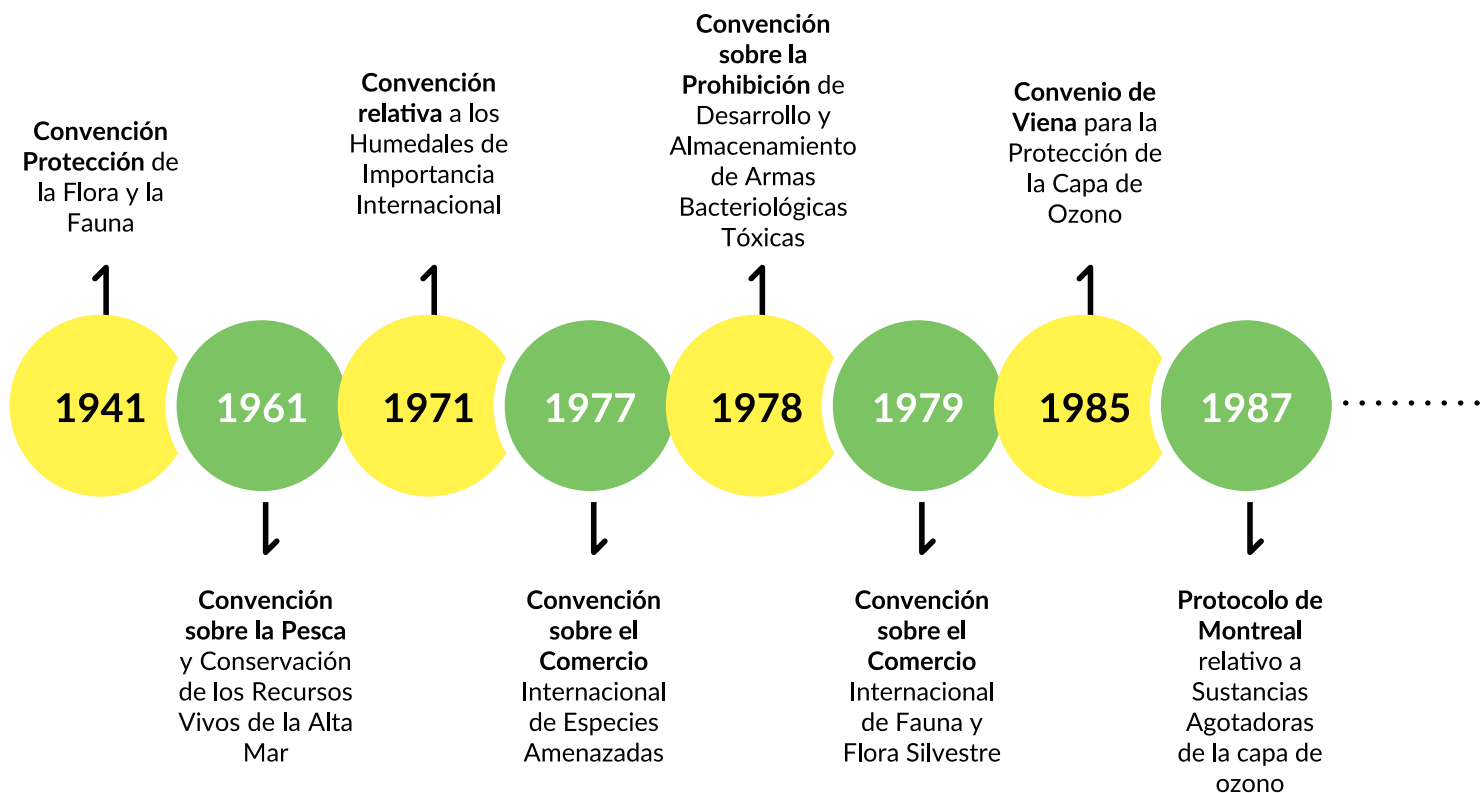 Convención
Protección de
la Flora y la
Fauna
Convención
relativa a los
Humedales de
Importancia
Internacional
Convención
sobre la
Prohibición de
Desarrollo y
Almacenamiento
de Armas
Bacteriológicas
Tóxicas
Convenio de
Viena para la
Protección de
la Capa de
Ozono
1941
1961
1971
1977
1978
1979
1985
1987
Convención
sobre la Pesca
y Conservación
de los Recursos
Vivos de la Alta
Mar
Convención
sobre el
Comercio
Internacional
de Especies
Amenazadas
Convención
sobre el
Comercio
Internacional
de Fauna y
Flora Silvestre
Protocolo de
Montreal
relativo a
Sustancias
Agotadoras
de la capa de
ozono